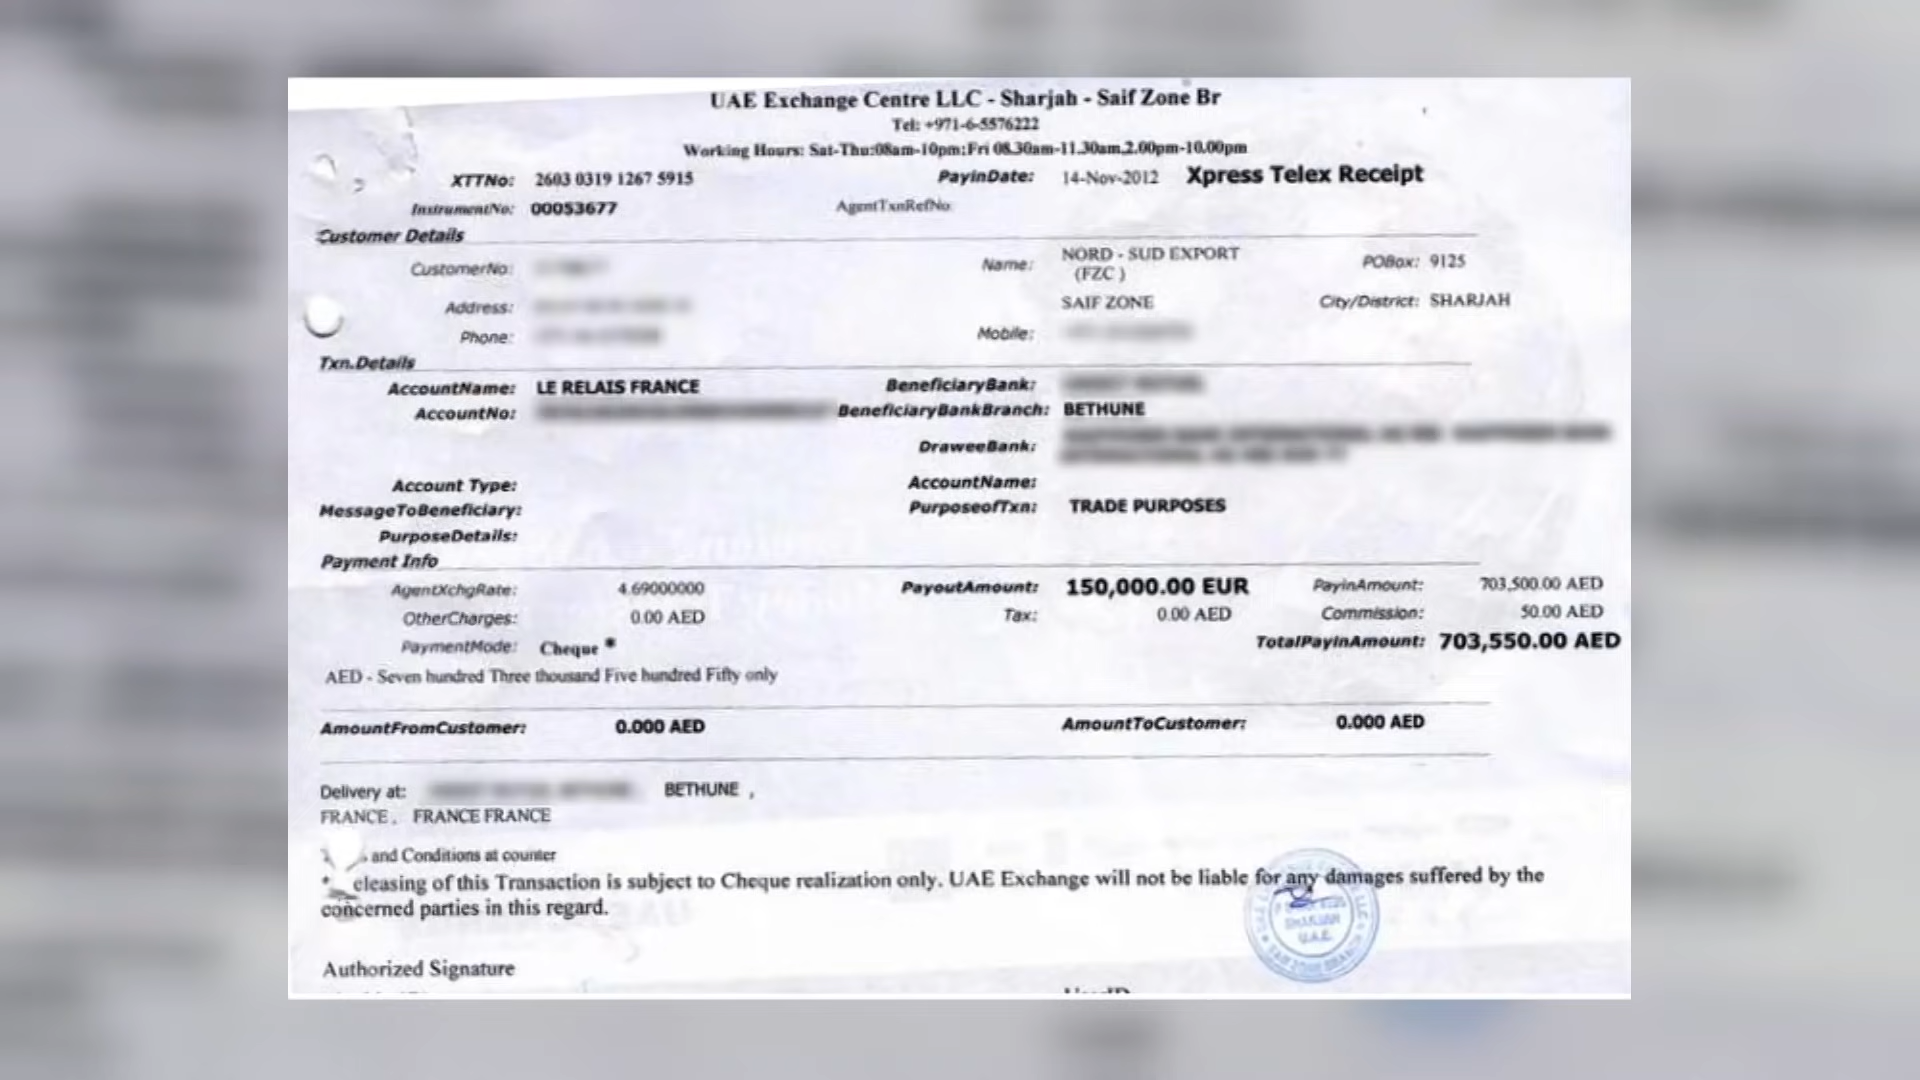 UAE Exchange Centre LLC - Sharjah - Saif Zone Br
Tel: +971-6-5576222
Working Hours: Sat-Thu:08am-10pm;Fri 08.30am-11.30am,2.00pm-10.00pm
XTTNo: 2603 0319 1267 5915 PayinDate: 14-Nov-2012 Xpress Telex Receipt
InstrumentNo: 00053677 AgentTxnRefNo:
Customer Details
CustomerNo: Name: NORD - SUD EXPORT (FZC) POBox: 9125
Address: SAIF ZONE City/District: SHARJAH
Phone: Mobile:
Txn.Details
AccountName: LE RELAIS FRANCE BeneficiaryBank:
AccountNo: BeneficiaryBankBranch: BETHUNE
DraweeBank:
Account Type: AccountName:
MessageToBeneficiary: PurposeofTxn: TRADE PURPOSES
PurposeDetails:
Payment Info
AgentXchgRate: 4.69000000 PayoutAmount: 150,000.00 EUR PayinAmount: 703,500.00 AED
OtherCharges: 0.00 AED Tax: 0.00 AED Commission: 50.00 AED
PaymentMode: Cheque * TotalPayinAmount: 703,550.00 AED
AED - Seven hundred Three thousand Five hundred Fifty only
AmountFromCustomer: 0.000 AED AmountToCustomer: 0.000 AED
Delivery at: BETHUNE ,
FRANCE, FRANCE FRANCE
and Conditions at counter
* eleasing of this Transaction is subject to Cheque realization only. UAE Exchange will not be liable for any damages suffered by the
concerned parties in this regard.
SHARJAH
U.A.E.
Authorized Signature